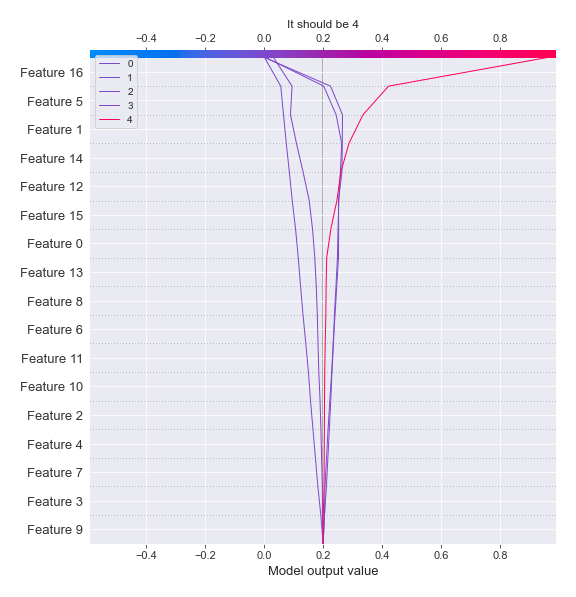 It should be 4
−0.4 −0.2 0.0 0.2 0.4 0.6 0.8
0
1
2
3
4
Feature 16
Feature 5
Feature 1
Feature 14
Feature 12
Feature 15
Feature 0
Feature 13
Feature 8
Feature 6
Feature 11
Feature 10
Feature 2
Feature 4
Feature 7
Feature 3
Feature 9
−0.4 −0.2 0.0 0.2 0.4 0.6 0.8
Model output value